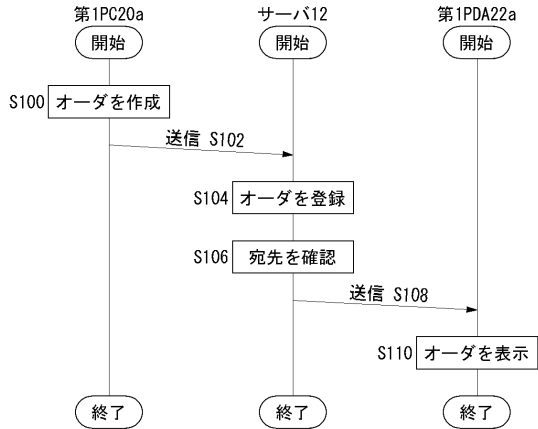 第1PC20a
サーバ12
第1PDA22a
開始
開始
開始
S100
オーダを作成
送信 S102
S104
オーダを登録
S106
宛先を確認
送信 S108
S110
オーダを表示
終了
終了
終了